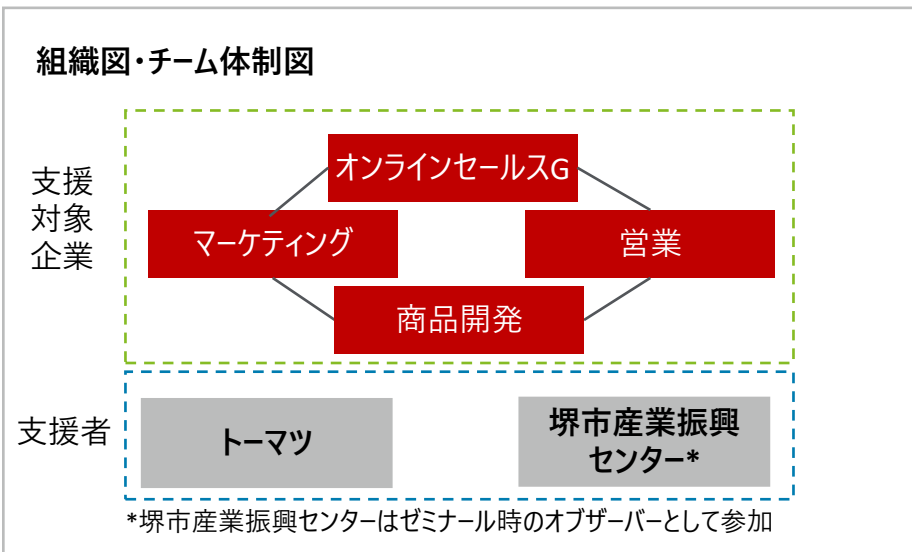 組織図・チーム体制図
支援
対象
企業
オンラインセールスG
マーケティング
営業
商品開発
支援者
トーマツ
堺市産業振興
センター*
*堺市産業振興センターはゼミナール時のオブザーバーとして参加